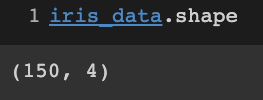 1 iris_data.shape
(150, 4)